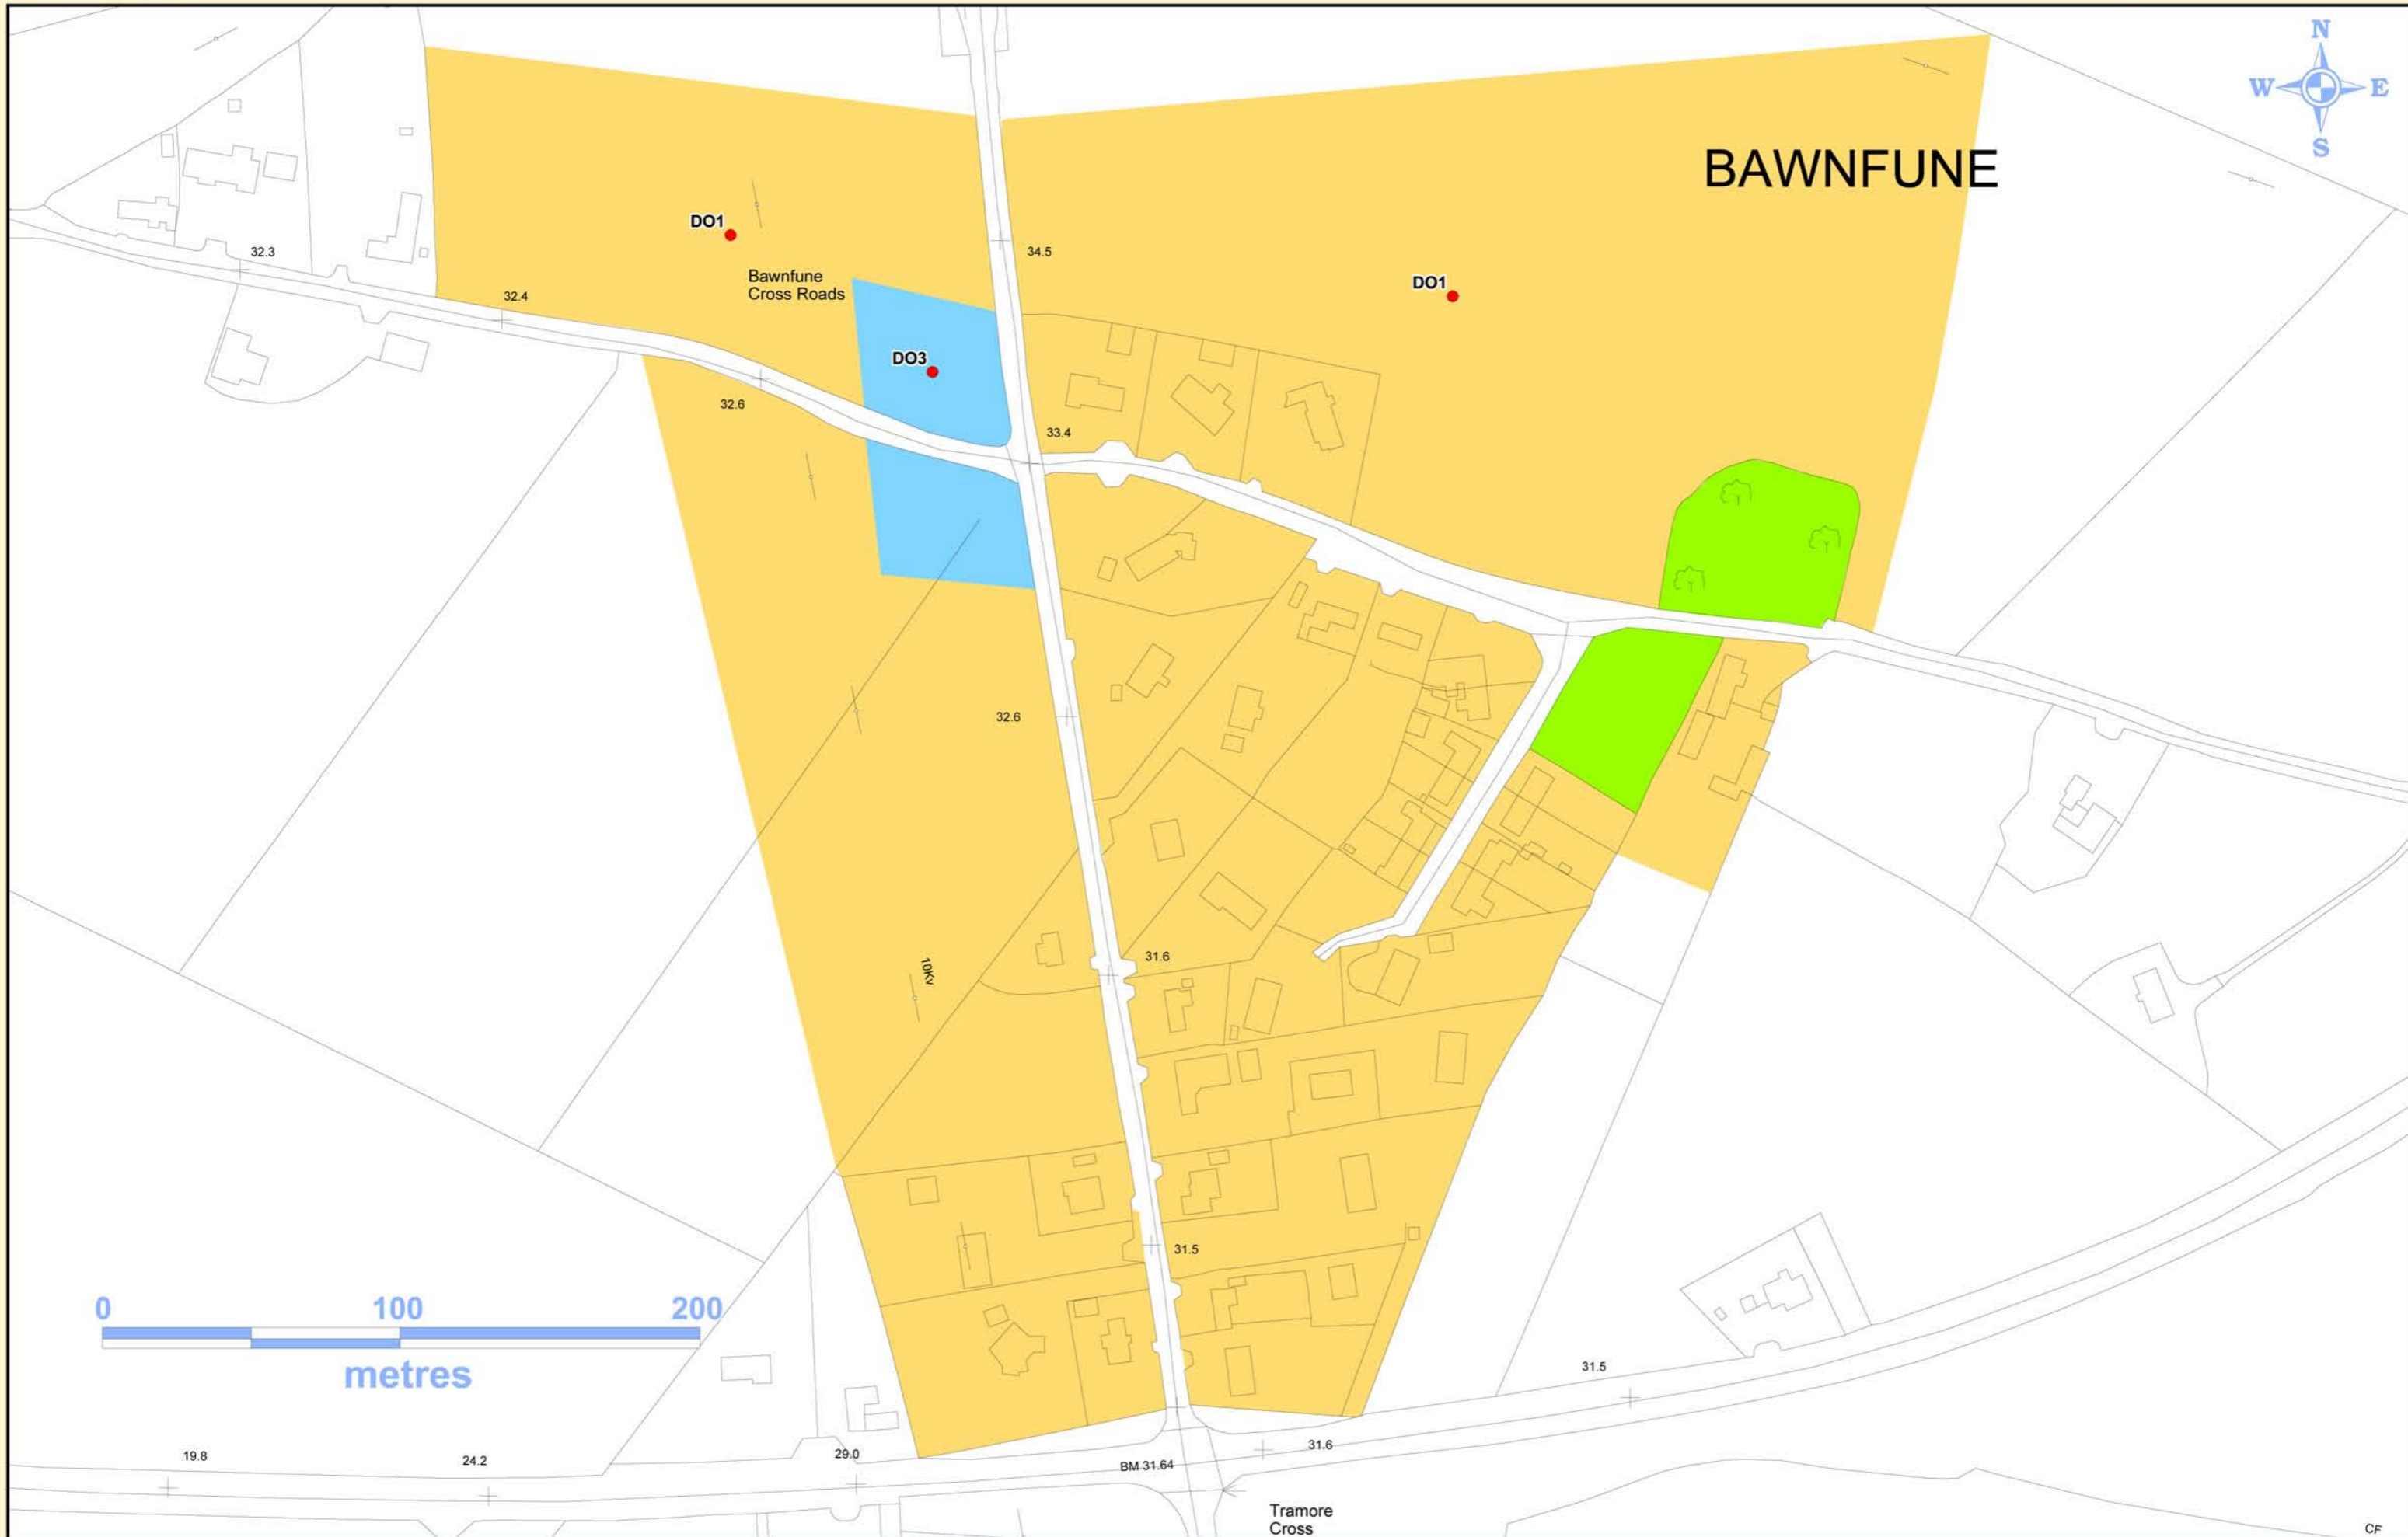 N
W E
S
BAWNFUNE
DO1
32.3
34.5
Bawnfune
Cross Roads
DO1
32.4
DO3
32.6
33.4
32.6
31.6
10Kv
31.5
0 100 200
metres
31.5
19.8
24.2
29.0
31.6
BM 31.64
Tramore
Cross
CF